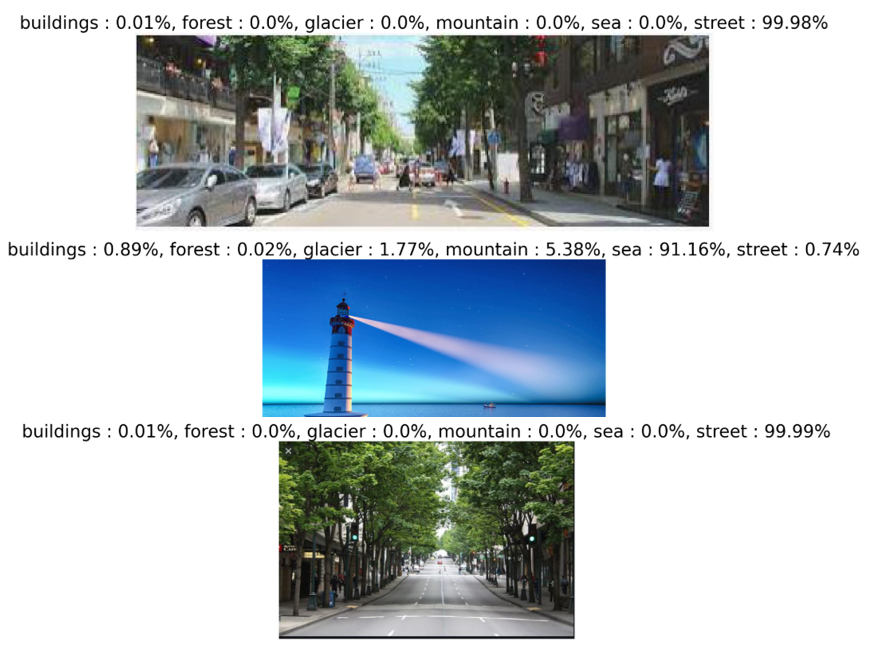 buildings : 0.01%, forest : 0.0%, glacier : 0.0%, mountain : 0.0%, sea : 0.0%, street : 99.98%
buildings : 0.89%, forest : 0.02%, glacier : 1.77%, mountain : 5.38%, sea : 91.16%, street : 0.74%
buildings : 0.01%, forest : 0.0%, glacier : 0.0%, mountain : 0.0%, sea : 0.0%, street : 99.99%